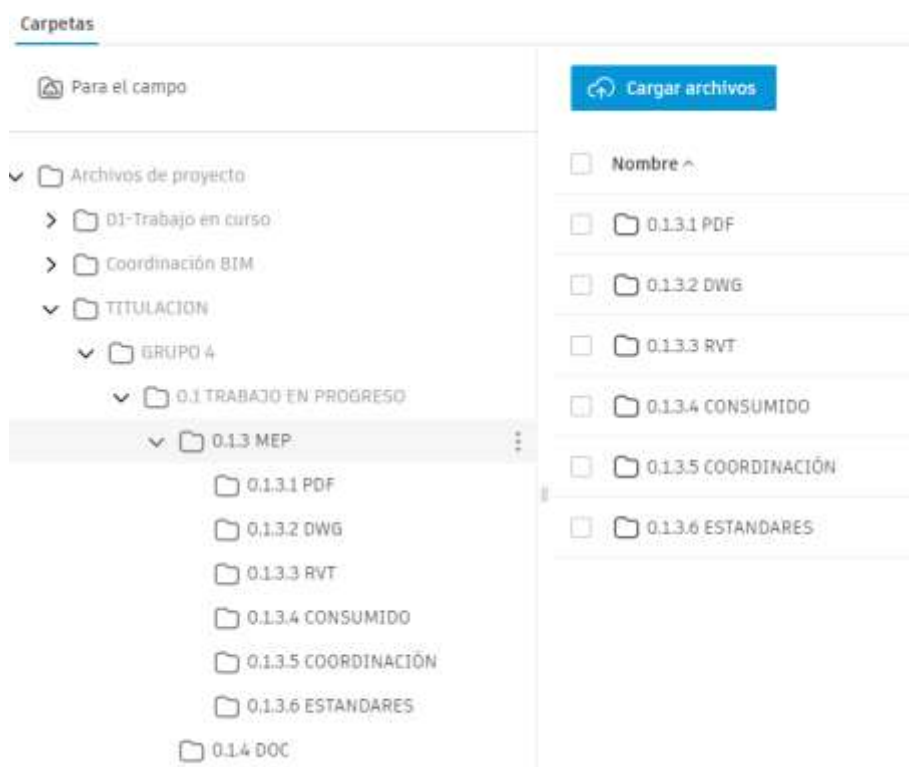 Carpetas
Para el campo
Archivos de proyecto
01-Trabajo en curso
Coordinación BIM
TITULACION
GRUPO 4
0.1 TRABAJO EN PROGRESO
0.1.3 MEP
0.1.3.1 PDF
0.1.3.2 DWG
0.1.3.3 RVT
0.1.3.4 CONSUMIDO
0.1.3.5 COORDINACIÓN
0.1.3.6 ESTANDARES
0.1.4 DOC
Cargar archivos
Nombre
0.1.3.1 PDF
0.1.3.2 DWG
0.1.3.3 RVT
0.1.3.4 CONSUMIDO
0.1.3.5 COORDINACIÓN
0.1.3.6 ESTANDARES